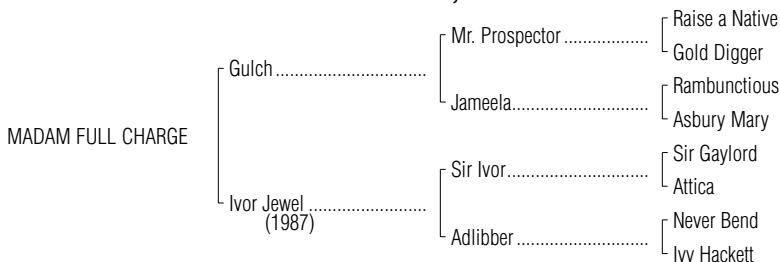 Raise a Native
Mr. Prospector ..................
Gold Digger
Gulch ................................
Rambunctious
Jameela.............................
Asbury Mary
MADAM FULL CHARGE
Sir Gaylord
Sir Ivor..............................
Attica
Ivor Jewel .........................
(1987)
Never Bend
Adlibber ............................
Ivy Hackett